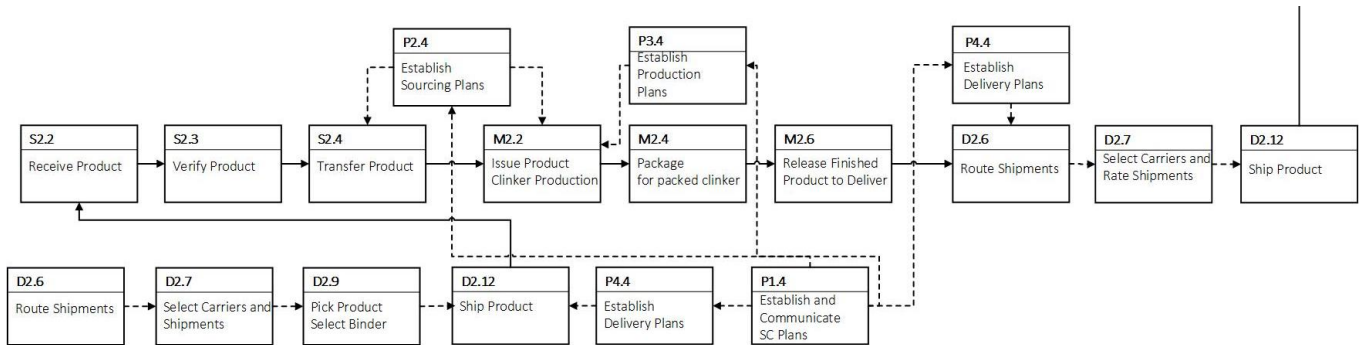 P2.4
Establish
Sourcing Plans
P3.4
Establish
Production
Plans
P4.4
Establish
Delivery Plans
S2.2
Receive Product
S2.3
Verify Product
S2.4
Transfer Product
M2.2
Issue Product
Clinker Production
M2.4
Package
for packed clinker
M2.6
Release Finished
Product to Deliver
D2.6
Route Shipments
D2.7
Select Carriers and
Rate Shipments
D2.12
Ship Product
D2.6
Route Shipments
D2.7
Select Carriers and
Shipments
D2.9
Pick Product
Select Binder
D2.12
Ship Product
P4.4
Establish
Delivery Plans
P1.4
Establish and
Communicate
SC Plans